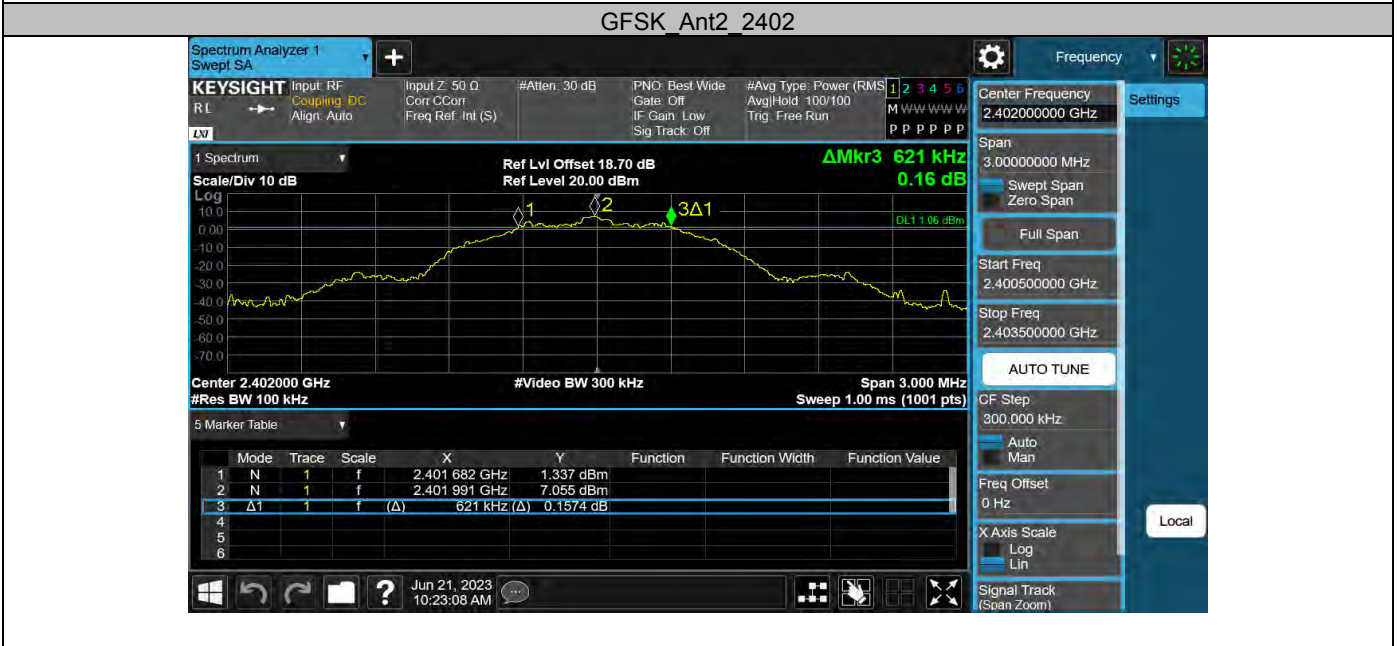 GFSK_Ant2_2402
Spectrum Analyzer 1
Swept SA
+
Frequency
KEYSIGHT
RL
LXI
Input: RF
Coupling: DC
Align: Auto
Input Z: 50 Ω
Corr CCorr
Freq Ref: Int (S)
#Atten: 30 dB
PNO: Best Wide
Gate: Off
IF Gain: Low
Sig Track: Off
#Avg Type: Power (RMS
Avg|Hold: 100/100
Trig: Free Run
1 2 3 4 5 6
M W W W W W
P P P P P P
1 Spectrum
Scale/Div 10 dB
Ref Lvl Offset 18.70 dB
Ref Level 20.00 dBm
ΔMkr3 621 kHz
0.16 dB
Log
10.0
0.00
-10.0
-20.0
-30.0
-40.0
-50.0
-60.0
-70.0
1
2
3Δ1
DL1 1.06 dBm
Center 2.402000 GHz
#Video BW 300 kHz
Span 3.000 MHz
#Res BW 100 kHz
Sweep 1.00 ms (1001 pts)
5 Marker Table
Mode Trace Scale X Y Function Function Width Function Value
1 N 1 f 2.401 682 GHz 1.337 dBm
2 N 1 f 2.401 991 GHz 7.055 dBm
3 Δ1 1 f (Δ) 621 kHz (Δ) 0.1574 dB
4
5
6
Jun 21, 2023
10:23:08 AM
Center Frequency
2.402000000 GHz
Settings
Span
3.00000000 MHz
Swept Span
Zero Span
Full Span
Start Freq
2.400500000 GHz
Stop Freq
2.403500000 GHz
AUTO TUNE
CF Step
300.000 kHz
Auto
Man
Freq Offset
0 Hz
X Axis Scale
Log
Lin
Local
Signal Track
(Span Zoom)